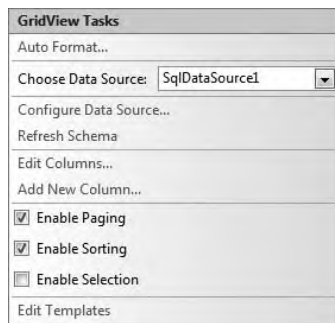 GridView Tasks
Auto Format...
Choose Data Source: SqlDataSource1
Configure Data Source...
Refresh Schema
Edit Columns...
Add New Column...
Enable Paging
Enable Sorting
Enable Selection
Edit Templates